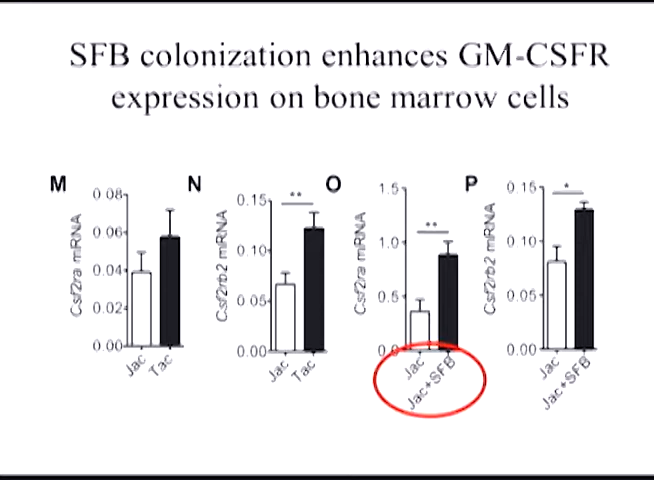 SFB colonization enhances GM-CSFR
expression on bone marrow cells
M
Csf2ra mRNA
0.08
0.06
0.04
0.02
0.00
Jac
Tac
N
Csf2rb2 mRNA
0.15
0.10
0.05
0.00
**
Jac
Tac
O
Csf2ra mRNA
1.5
1.0
0.5
0.0
**
Jac
Jac+SFB
P
Csf2rb2 mRNA
0.15
0.10
0.05
0.00
*
Jac
Jac+SFB